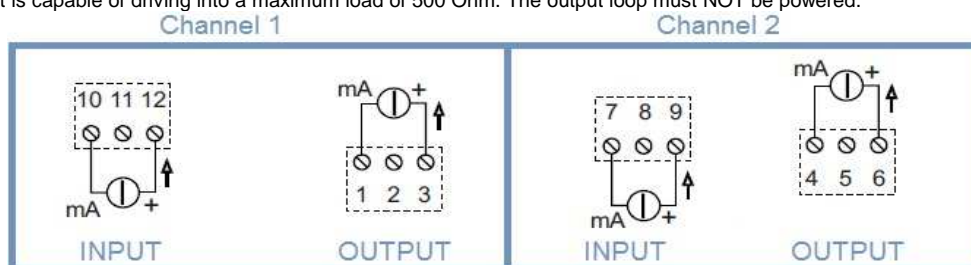 t is capable of driving into a maximum load of 500 Ohm. The output loop must NOT be powered.
Channel 1
Channel 2
10 11 12
mA +
INPUT
mA +
1 2 3
OUTPUT
7 8 9
mA +
INPUT
mA +
4 5 6
OUTPUT